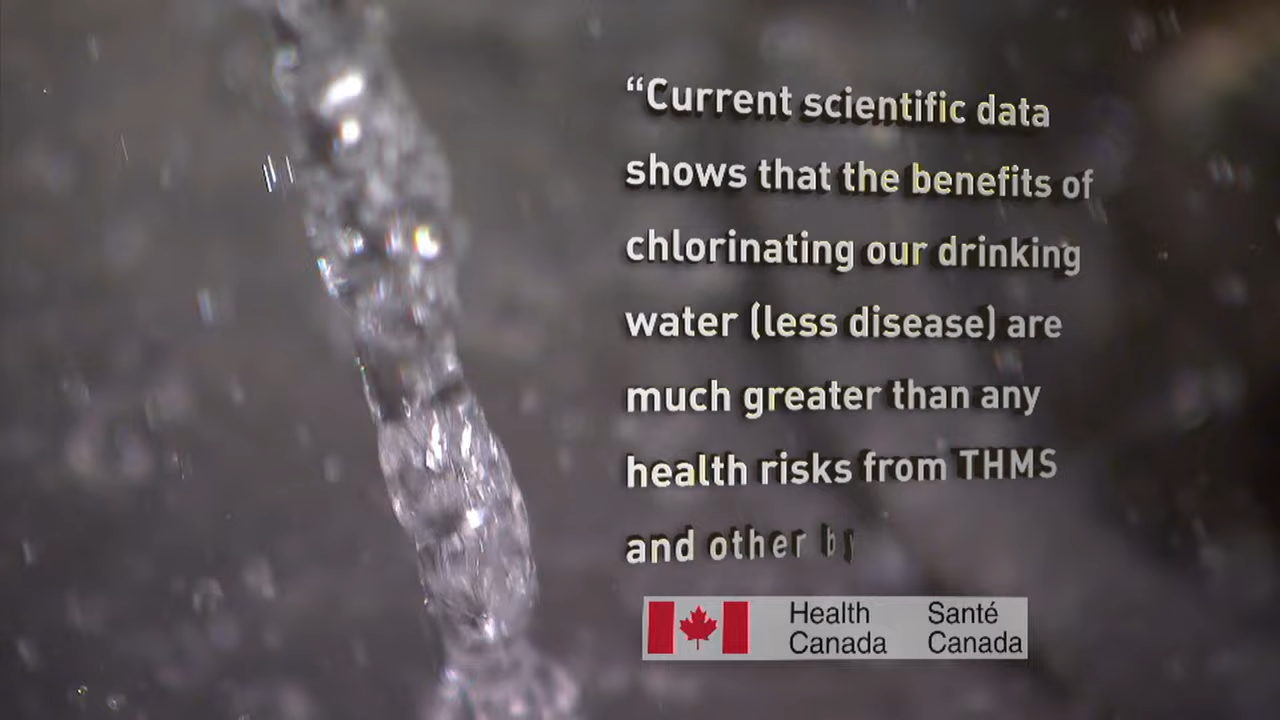 “Current scientific data
shows that the benefits of
chlorinating our drinking
water (less disease) are
much greater than any
health risks from THMS
and other by
Health Canada
Santé Canada